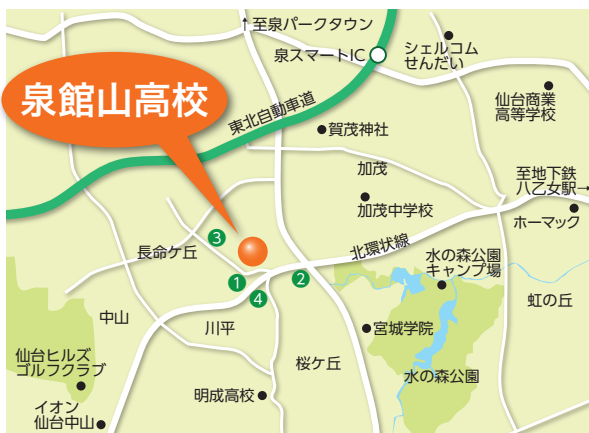 ↑至泉パークタウン
泉スマートIC
シェルコム
せんだい
泉館山高校
東北自動車道
仙台商業
高等学校
賀茂神社
加茂
至地下鉄
八乙女駅→
加茂中学校
ホーマック
3
長命ケ丘
北環状線
水の森公園
キャンプ場
1
2
4
虹の丘
中山
川平
宮城学院
仙台ヒルズ
ゴルフクラブ
桜ケ丘
水の森公園
明成高校
イオン
仙台中山